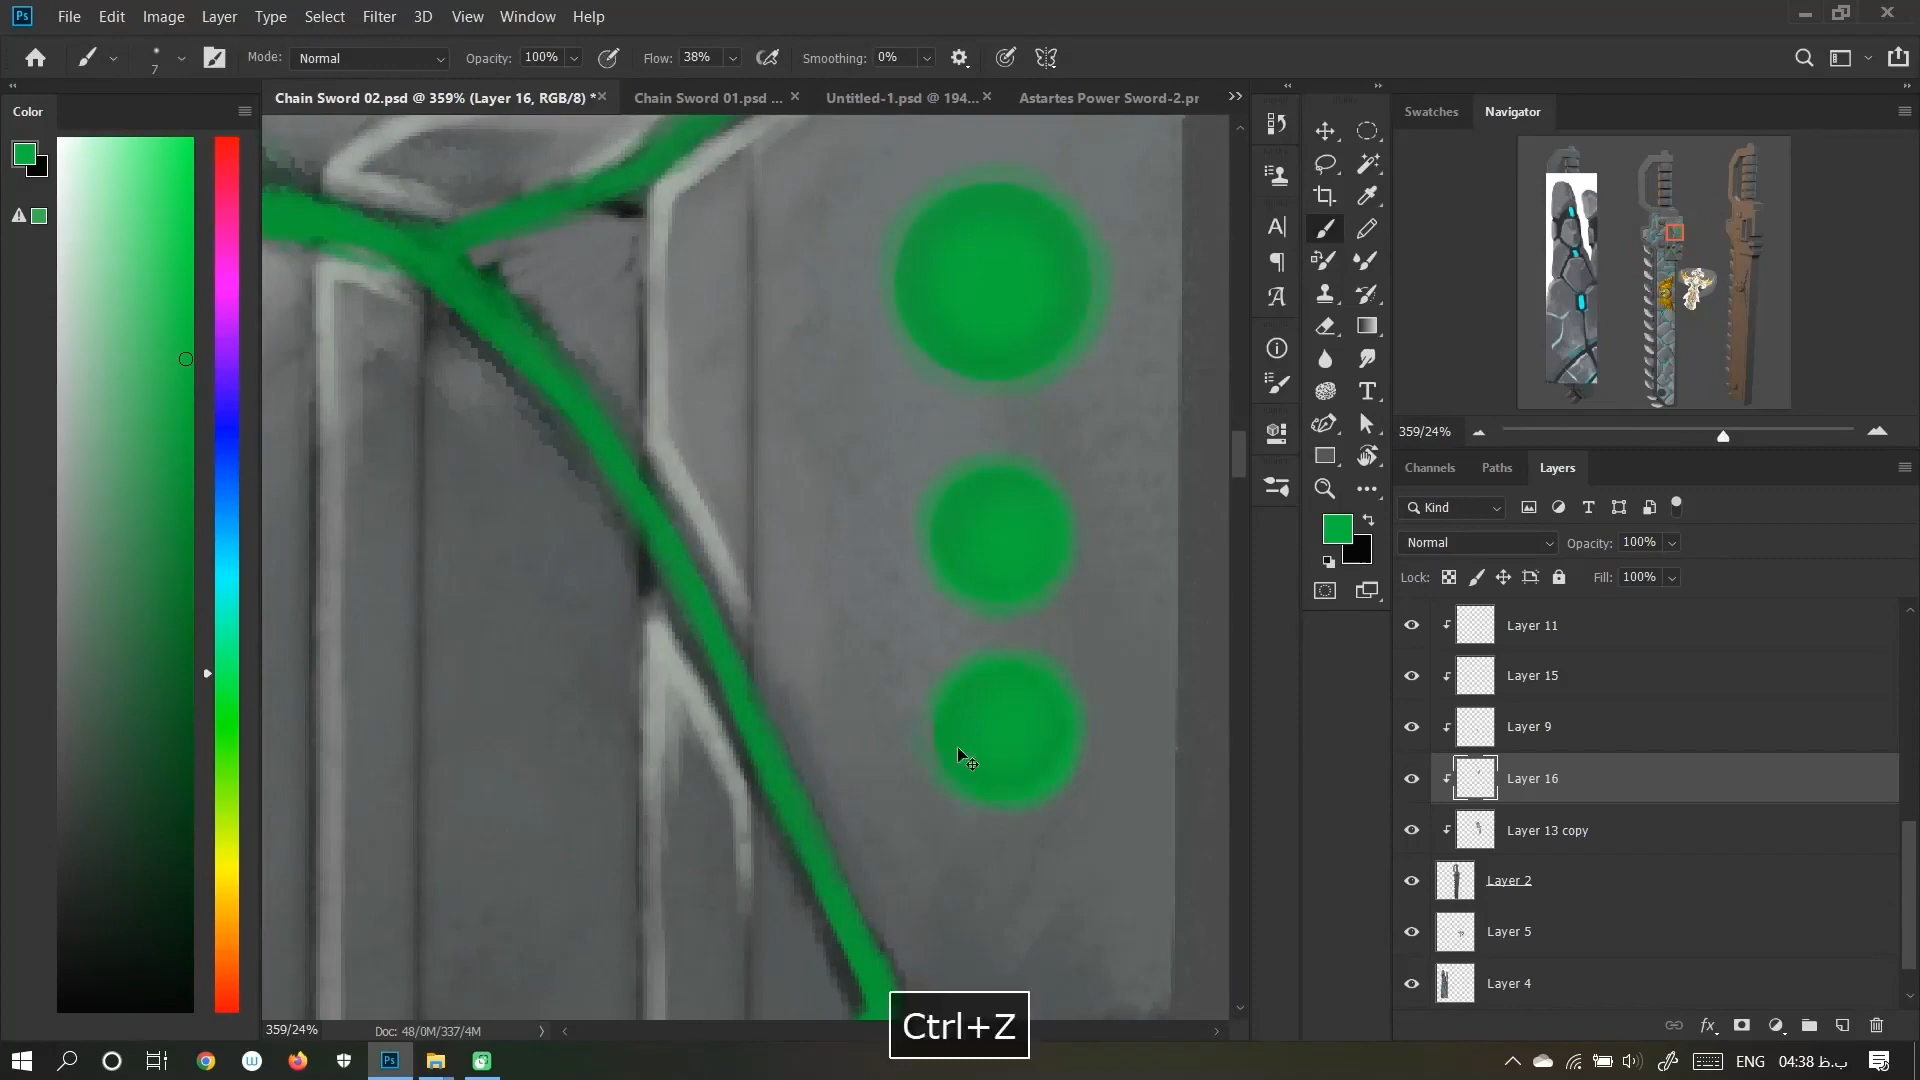 Ps File Edit Image Layer Type Select Filter 3D View Window Help
7 Mode: Normal Opacity: 100% Flow: 38% Smoothing: 0%
Color
Chain Sword 02.psd @ 359% (Layer 16, RGB/8) *
Chain Sword 01.psd ...
Untitled-1.psd @ 194...
Astartes Power Sword-2.pr
Swatches Navigator
359/24%
Channels Paths Layers
Kind
Normal Opacity: 100%
Lock: Fill: 100%
Layer 11
Layer 15
Layer 9
Layer 16
Layer 13 copy
Layer 2
Layer 5
Layer 4
fx
359/24% Doc: 48/0M/337/4M
Ctrl+Z
Ps ENG 04:38 ب.ظ